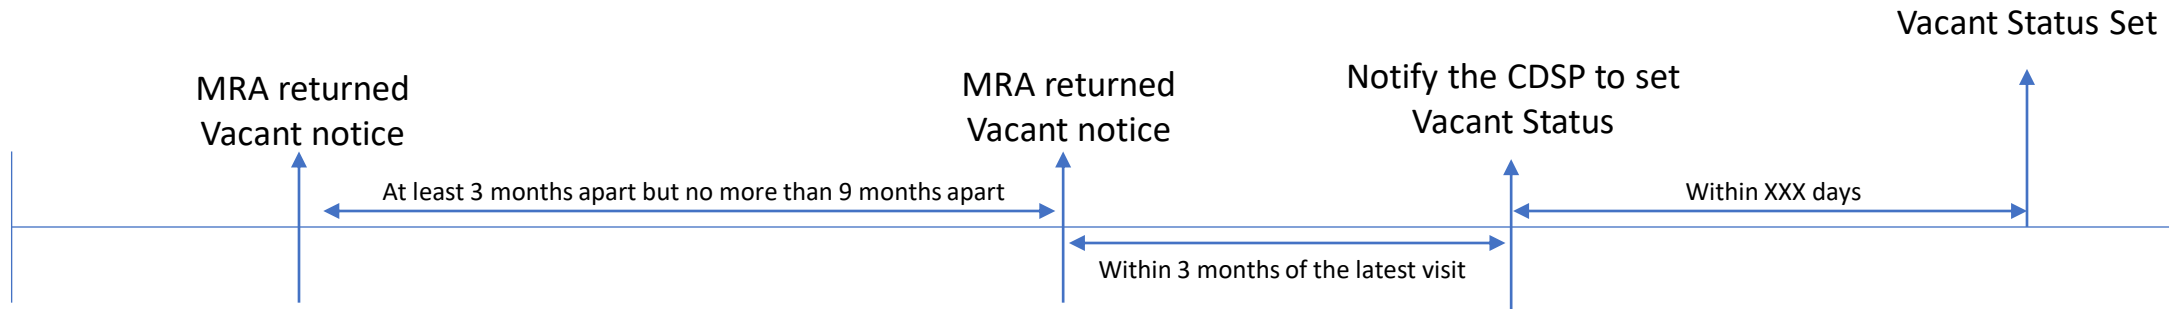 MRA returned
Vacant notice
At least 3 months apart but no more than 9 months apart
MRA returned
Vacant notice
Within 3 months of the latest visit
Notify the CDSP to set
Vacant Status
Within XXX days
Vacant Status Set